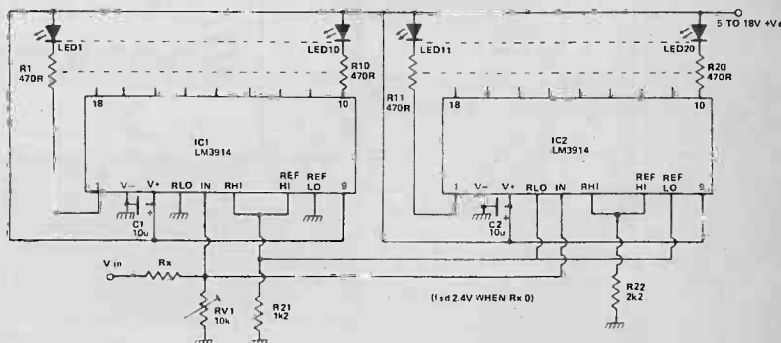 5 TO 18V +Ve
LED1
LED10
LED11
LED20
R1
470R
R10
470R
R11
470R
R20
470R
18
10
18
10
IC1
LM3914
IC2
LM3914
1
V-
V+
RLO
IN
RHI
REF
HI
REF
LO
9
1
V-
V+
RLO
IN
RHI
REF
HI
REF
LO
9
C1
10u
C2
10u
V in
Rx
RV1
10k
R21
1k2
(fsd 2.4V WHEN Rx 0)
R22
2k2